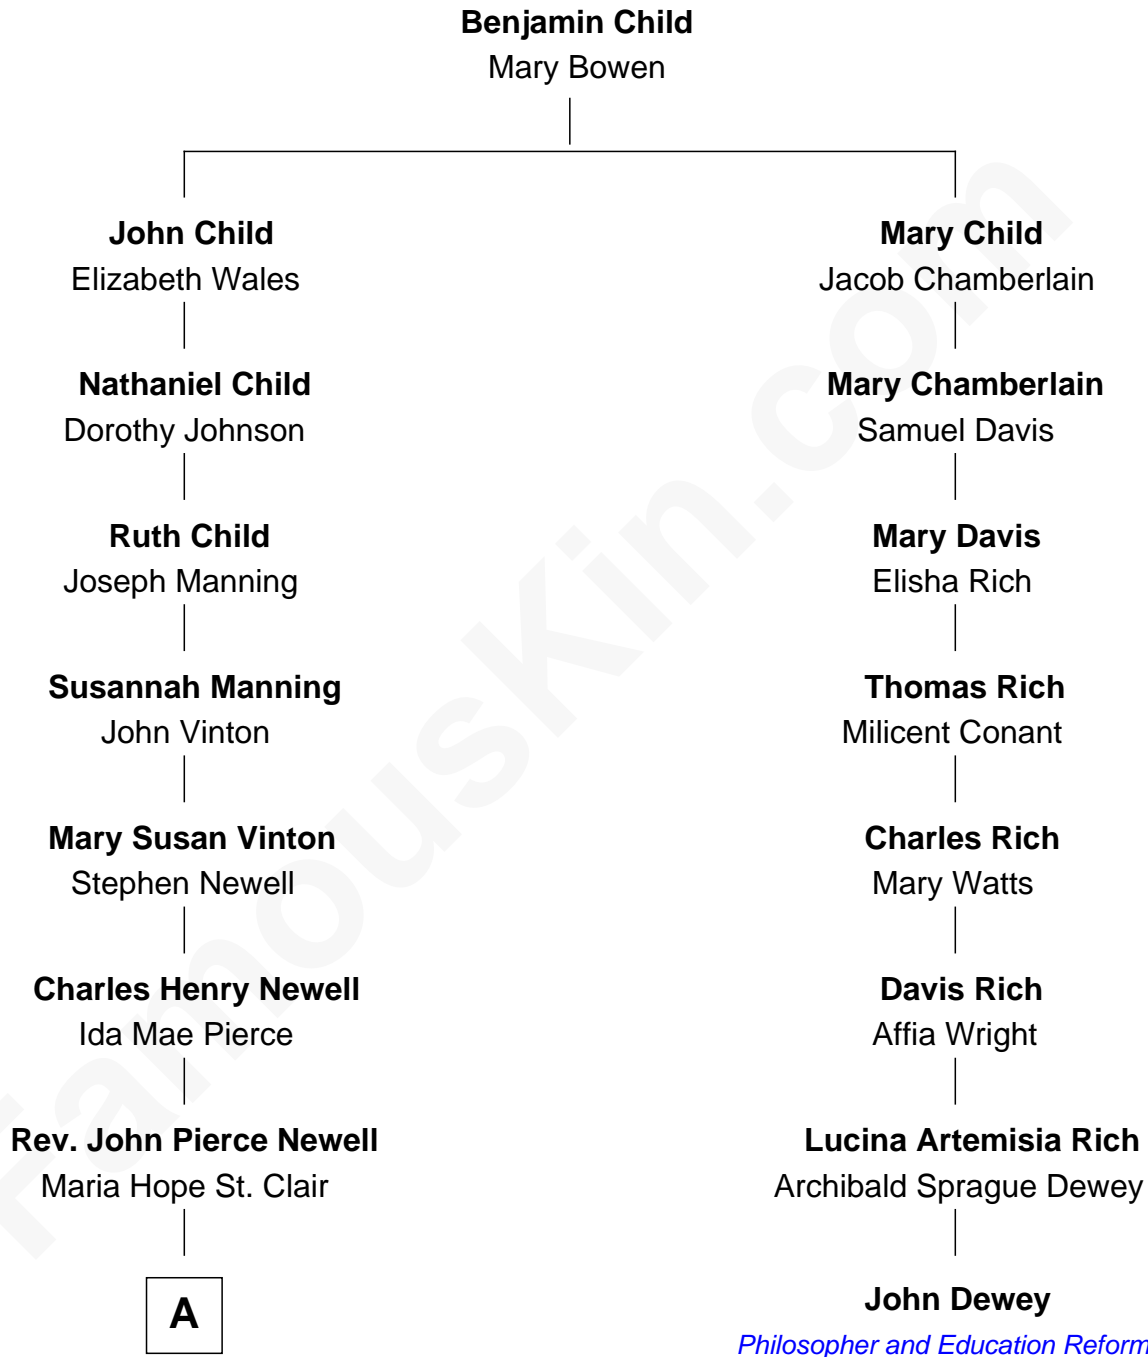 Benjamin Child
Mary Bowen
John Child
Elizabeth Wales
Mary Child
Jacob Chamberlain
Nathaniel Child
Dorothy Johnson
Mary Chamberlain
Samuel Davis
Ruth Child
Joseph Manning
Mary Davis
Elisha Rich
Susannah Manning
John Vinton
Thomas Rich
Milicent Conant
Mary Susan Vinton
Stephen Newell
Charles Rich
Mary Watts
Charles Henry Newell
Ida Mae Pierce
Davis Rich
Affia Wright
Rev. John Pierce Newell
Maria Hope St. Clair
Lucina Artemisia Rich
Archibald Sprague Dewey
A
John Dewey
Philosopher and Education Reform
FamousKin.com